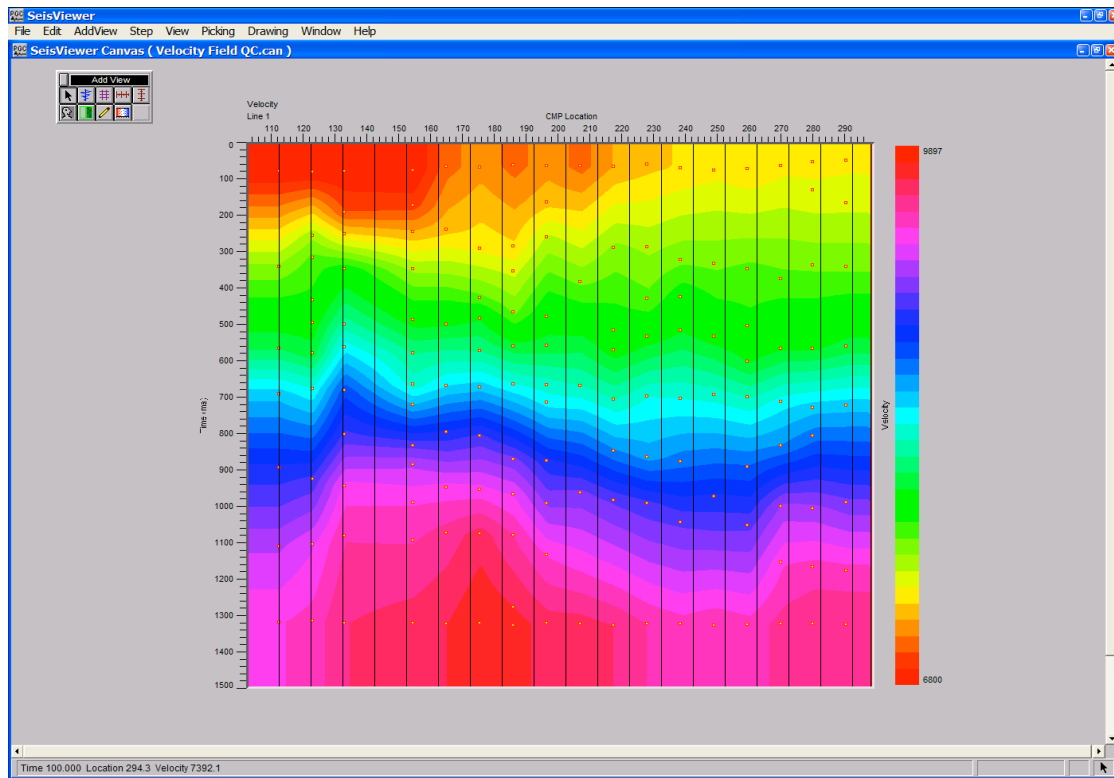 SeisViewer
File Edit AddView Step View Picking Drawing Window Help
SeisViewer Canvas ( Velocity Field QC.can )
Add View
Velocity
Line 1 CMP Location
110 120 130 140 150 160 170 180 190 200 210 220 230 240 250 260 270 280 290
0
100
200
300
400
500
600
700
800
900
1000
1100
1200
1300
1400
1500
Time (ms)
9897
Velocity
6800
Time 100.000 Location 294.3 Velocity 7392.1